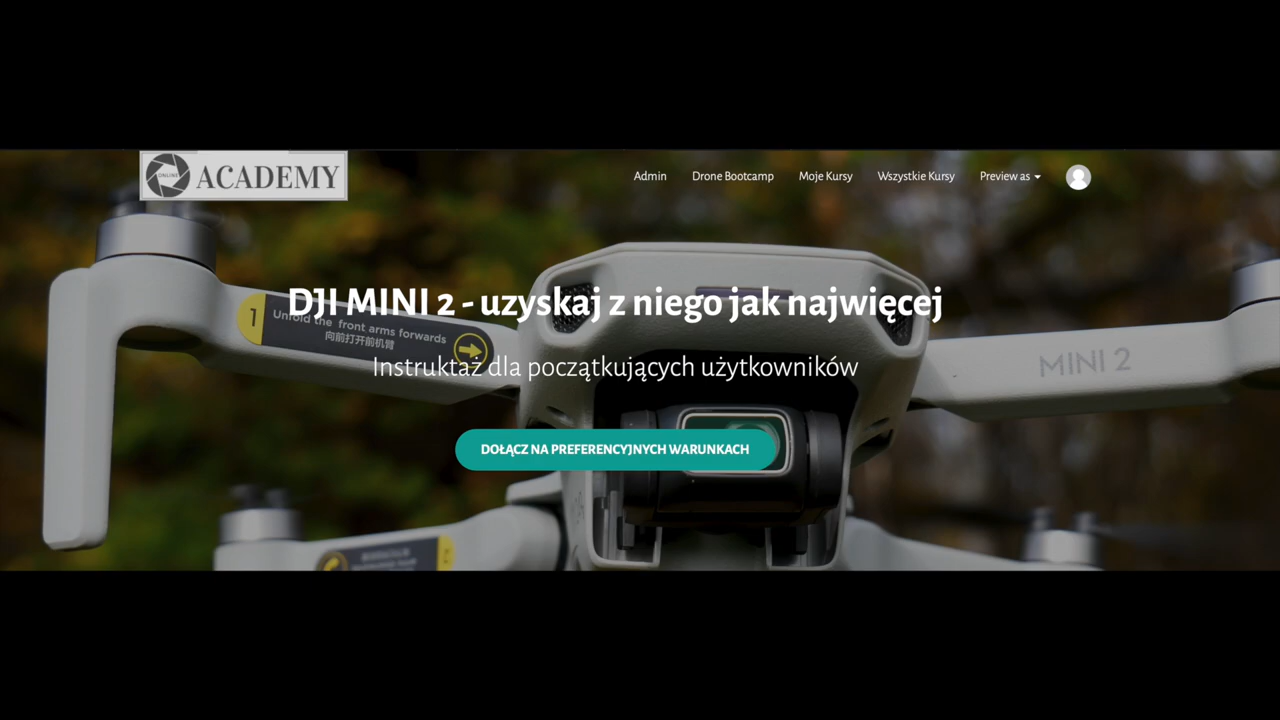 ONLINE ACADEMY
Admin Drone Bootcamp Moje Kursy Wszystkie Kursy Preview as
DJI MINI 2 - uzyskaj z niego jak najwięcej
1 Unfold the front arms forwards
向前打开前机臂
MINI 2
Instruktaż dla początkujących użytkowników
DOŁĄCZ NA PREFERENCYJNYCH WARUNKACH